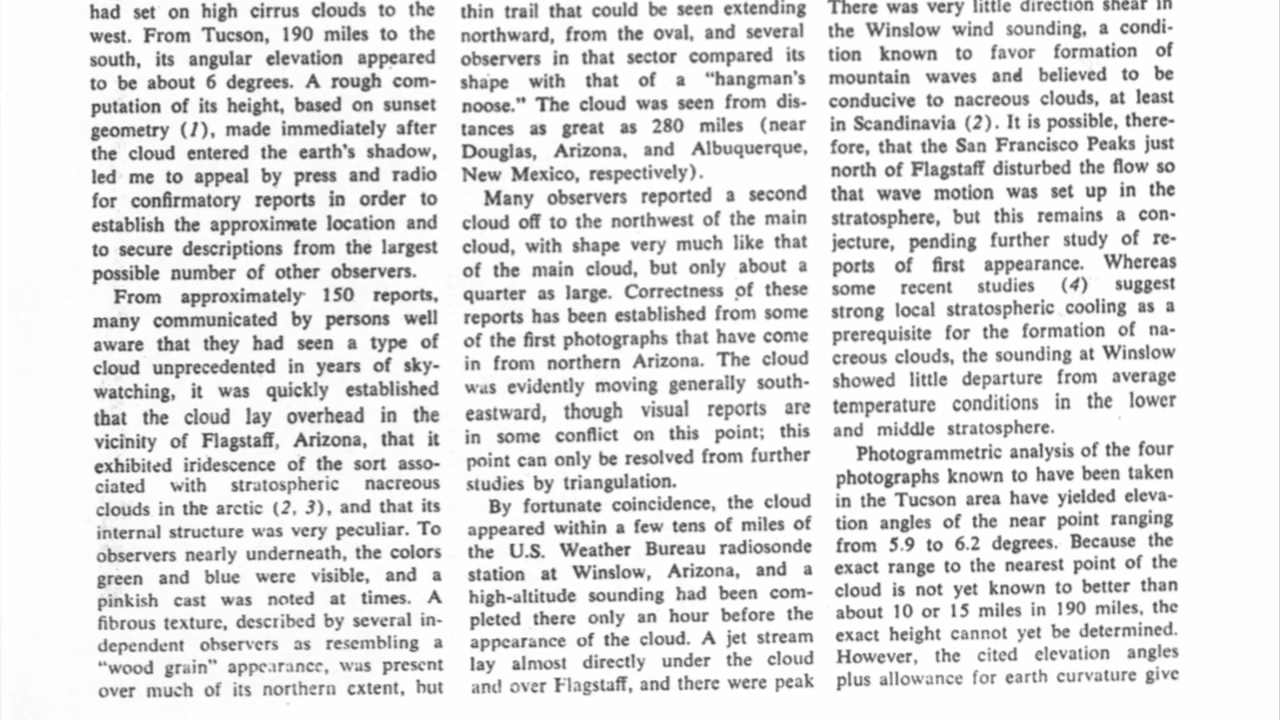 had set on high cirrus clouds to the
west. From Tucson, 190 miles to the
south, its angular elevation appeared
to be about 6 degrees. A rough com-
putation of its height, based on sunset
geometry (1), made immediately after
the cloud entered the earth's shadow,
led me to appeal by press and radio
for confirmatory reports in order to
establish the approximate location and
to secure descriptions from the largest
possible number of other observers.
From approximately 150 reports,
many communicated by persons well
aware that they had seen a type of
cloud unprecedented in years of sky-
watching, it was quickly established
that the cloud lay overhead in the
vicinity of Flagstaff, Arizona, that it
exhibited iridescence of the sort asso-
ciated with stratospheric nacreous
clouds in the arctic (2, 3), and that its
internal structure was very peculiar. To
observers nearly underneath, the colors
green and blue were visible, and a
pinkish cast was noted at times. A
fibrous texture, described by several in-
dependent observers as resembling a
"wood grain" appearance, was present
over much of its northern extent, but
thin trail that could be seen extending
northward, from the oval, and several
observers in that sector compared its
shape with that of a "hangman's
noose." The cloud was seen from dis-
tances as great as 280 miles (near
Douglas, Arizona, and Albuquerque,
New Mexico, respectively).
Many observers reported a second
cloud off to the northwest of the main
cloud, with shape very much like that
of the main cloud, but only about a
quarter as large. Correctness of these
reports has been established from some
of the first photographs that have come
in from northern Arizona. The cloud
was evidently moving generally south-
eastward, though visual reports are
in some conflict on this point; this
point can only be resolved from further
studies by triangulation.
By fortunate coincidence, the cloud
appeared within a few tens of miles of
the U.S. Weather Bureau radiosonde
station at Winslow, Arizona, and a
high-altitude sounding had been com-
pleted there only an hour before the
appearance of the cloud. A jet stream
lay almost directly under the cloud
and over Flagstaff, and there were peak
There was very little direction shear in
the Winslow wind sounding, a condi-
tion known to favor formation of
mountain waves and believed to be
conducive to nacreous clouds, at least
in Scandinavia (2). It is possible, there-
fore, that the San Francisco Peaks just
north of Flagstaff disturbed the flow so
that wave motion was set up in the
stratosphere, but this remains a con-
jecture, pending further study of re-
ports of first appearance. Whereas
some recent studies (4) suggest
strong local stratospheric cooling as a
prerequisite for the formation of na-
creous clouds, the sounding at Winslow
showed little departure from average
temperature conditions in the lower
and middle stratosphere.
Photogrammetric analysis of the four
photographs known to have been taken
in the Tucson area have yielded eleva-
tion angles of the near point ranging
from 5.9 to 6.2 degrees. Because the
exact range to the nearest point of the
cloud is not yet known to better than
about 10 or 15 miles in 190 miles, the
exact height cannot yet be determined.
However, the cited elevation angles
plus allowance for earth curvature give